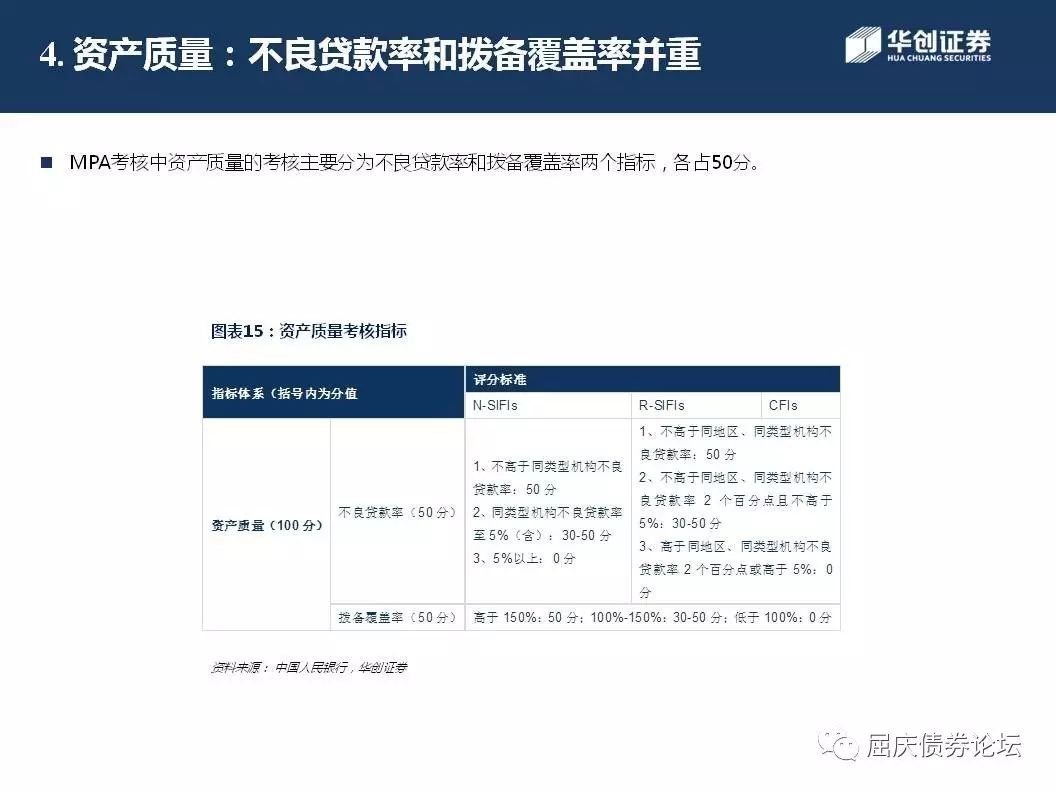 4. 资产质量：不良贷款率和拨备覆盖率并重
华创证券
HUA CHUANG SECURITIES
■ MPA考核中资产质量的考核主要分为不良贷款率和拨备覆盖率两个指标，各占50分。
图表15：资产质量考核指标
指标体系（括号内为分值
评分标准
N-SIFIs
R-SIFIs
CFIs
资产质量（100 分）
不良贷款率（50 分）
1、不高于同类型机构不良
贷款率：50 分
2、同类型机构不良贷款率
至 5%（含）：30-50 分
3、5%以上：0 分
1、不高于同地区、同类型机构不
良贷款率：50 分
2、不高于同地区、同类型机构不
良贷款率 2 个百分点且不高于
5%：30-50 分
3、高于同地区、同类型机构不良
贷款率 2 个百分点或高于 5%：0
分
拨备覆盖率（50 分）
高于 150%：50 分；100%-150%：30-50 分；低于 100%：0 分
资料来源：中国人民银行，华创证券
屈庆债券论坛